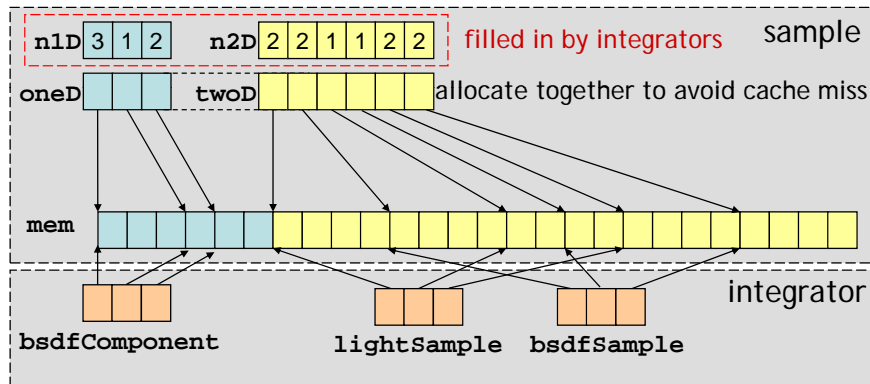 n1D 3 1 2 n2D 2 2 1 1 2 2 filled in by integrators sample
oneD twoD allocate together to avoid cache miss
mem
integrator
bsdfComponent lightSample bsdfSample